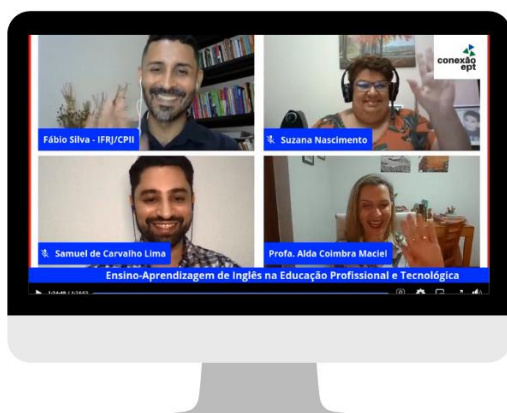 conexão
ept
Fábio Silva - IFRJ/CPII
Suzana Nascimento
Samuel de Carvalho Lima
Profa. Alda Coimbra Maciel
Ensino-Aprendizagem de Inglês na Educação Profissional e Tecnológica